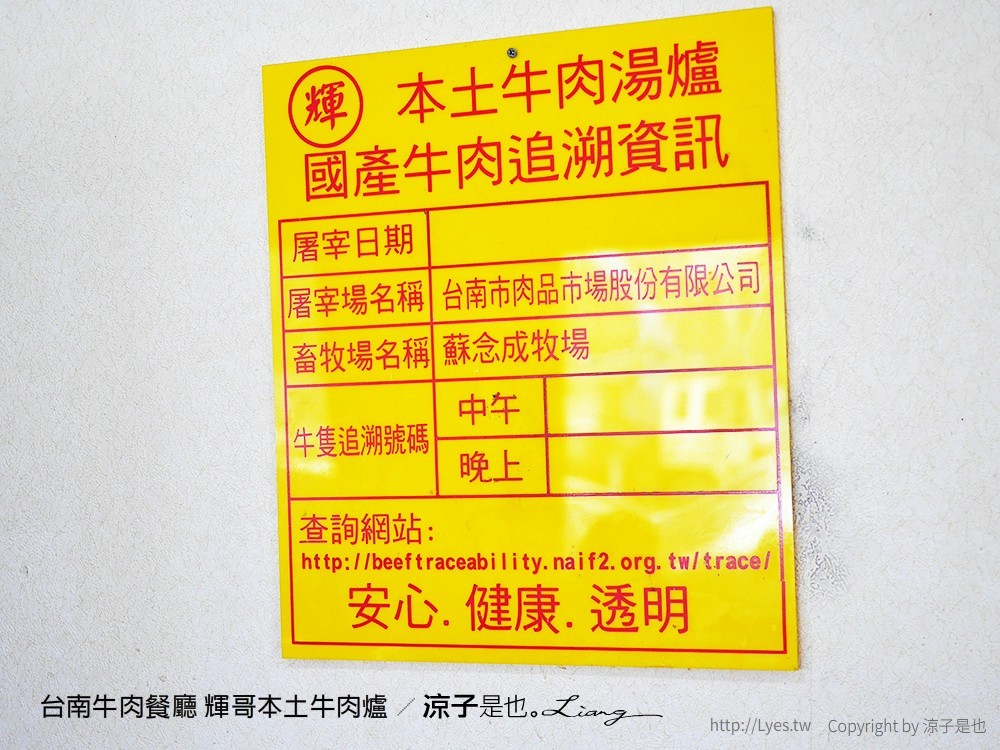 輝 本土牛肉湯爐
國產牛肉追溯資訊
屠宰日期
屠宰場名稱 台南市肉品市場股份有限公司
畜牧場名稱 蘇念成牧場
牛隻追溯號碼 中午
晚上
查詢網站:
http://beeftraceability.naif2.org.tw/trace/
安心.健康.透明
台南牛肉餐廳 輝哥本土牛肉爐 / 涼子是也。Liang
http://Lyes.tw Copyright by 涼子是也